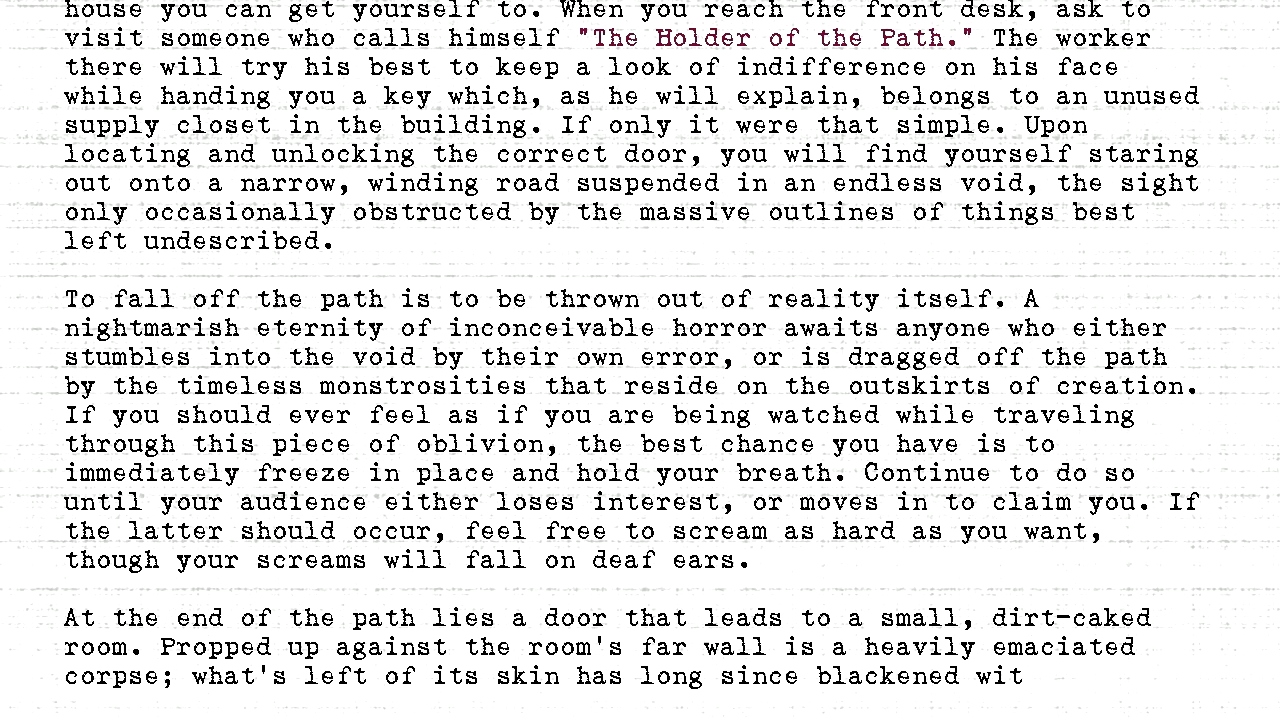 house you can get yourself to. When you reach the front desk, ask to
visit someone who calls himself "The Holder of the Path." The worker
there will try his best to keep a look of indifference on his face
while handing you a key which, as he will explain, belongs to an unused
supply closet in the building. If only it were that simple. Upon
locating and unlocking the correct door, you will find yourself staring
out onto a narrow, winding road suspended in an endless void, the sight
only occasionally obstructed by the massive outlines of things best
left undescribed.

To fall off the path is to be thrown out of reality itself. A
nightmarish eternity of inconceivable horror awaits anyone who either
stumbles into the void by their own error, or is dragged off the path
by the timeless monstrosities that reside on the outskirts of creation.
If you should ever feel as if you are being watched while traveling
through this piece of oblivion, the best chance you have is to
immediately freeze in place and hold your breath. Continue to do so
until your audience either loses interest, or moves in to claim you. If
the latter should occur, feel free to scream as hard as you want,
though your screams will fall on deaf ears.

At the end of the path lies a door that leads to a small, dirt-caked
room. Propped up against the room's far wall is a heavily emaciated
corpse; what's left of its skin has long since blackened wit